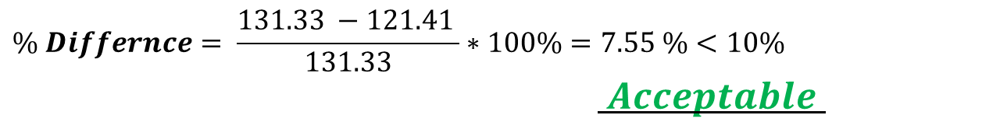 % Differnce = 131.33 − 121.41 / 131.33 * 100% = 7.55 % < 10%
Acceptable